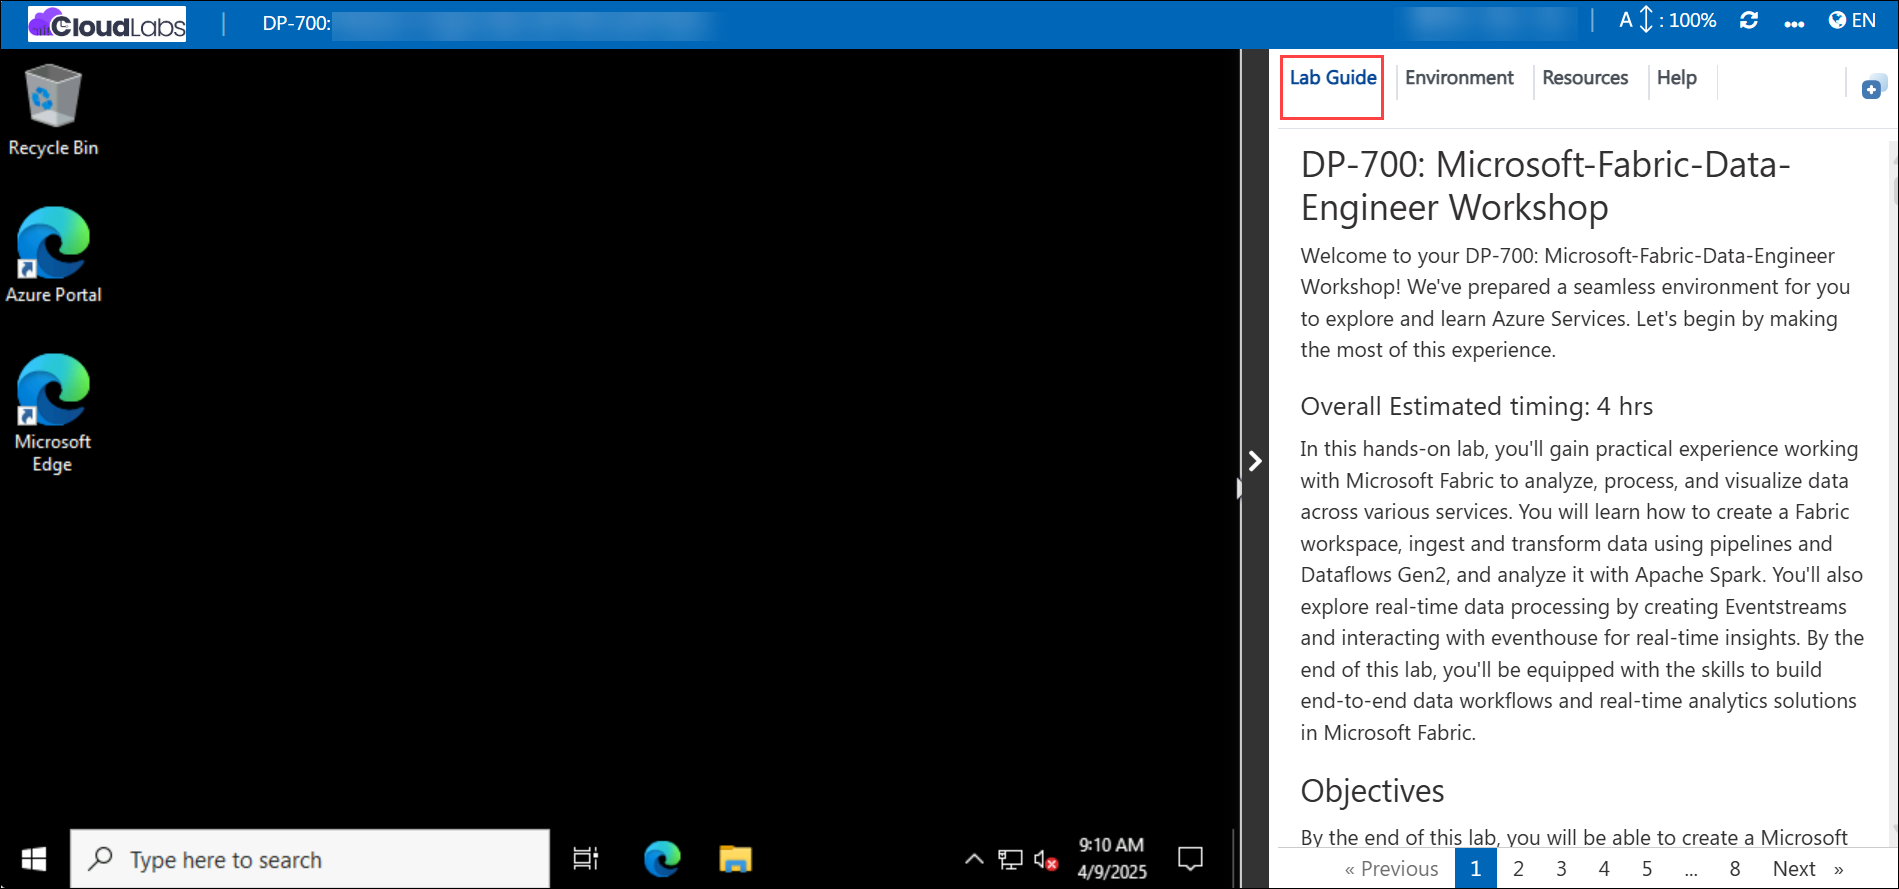 CloudLabs
DP-700:
A : 100%
EN
Recycle Bin
Azure Portal
Microsoft
Edge
Type here to search
9:10 AM
4/9/2025
Lab Guide
Environment
Resources
Help
DP-700: Microsoft-Fabric-Data-
Engineer Workshop
Welcome to your DP-700: Microsoft-Fabric-Data-Engineer
Workshop! We've prepared a seamless environment for you
to explore and learn Azure Services. Let's begin by making
the most of this experience.
Overall Estimated timing: 4 hrs
In this hands-on lab, you'll gain practical experience working
with Microsoft Fabric to analyze, process, and visualize data
across various services. You will learn how to create a Fabric
workspace, ingest and transform data using pipelines and
Dataflows Gen2, and analyze it with Apache Spark. You'll also
explore real-time data processing by creating Eventstreams
and interacting with eventhouse for real-time insights. By the
end of this lab, you'll be equipped with the skills to build
end-to-end data workflows and real-time analytics solutions
in Microsoft Fabric.
Objectives
By the end of this lab, you will be able to create a Microsoft
« Previous 1 2 3 4 5 ... 8 Next »